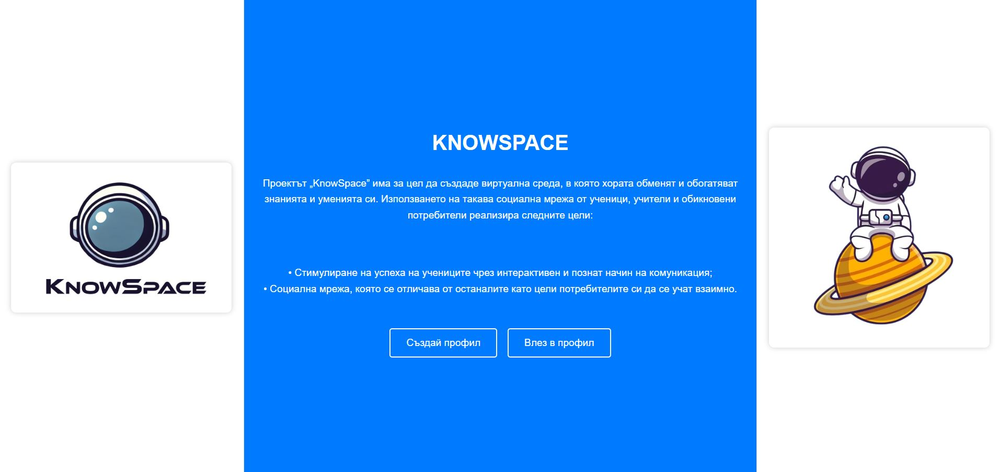 KNOWSPACE
KNOWSPACE
Проектът „KnowSpace” има за цел да създаде виртуална среда, в която хората обменят и обогатяват
знанията и уменията си. Използването на такава социална мрежа от ученици, учители и обикновени
потребители реализира следните цели:
• Стимулиране на успеха на учениците чрез интерактивен и познат начин на комуникация;
• Социална мрежа, която се отличава от останалите като цели потребителите си да се учат взаимно.
Създай профил
Влез в профил